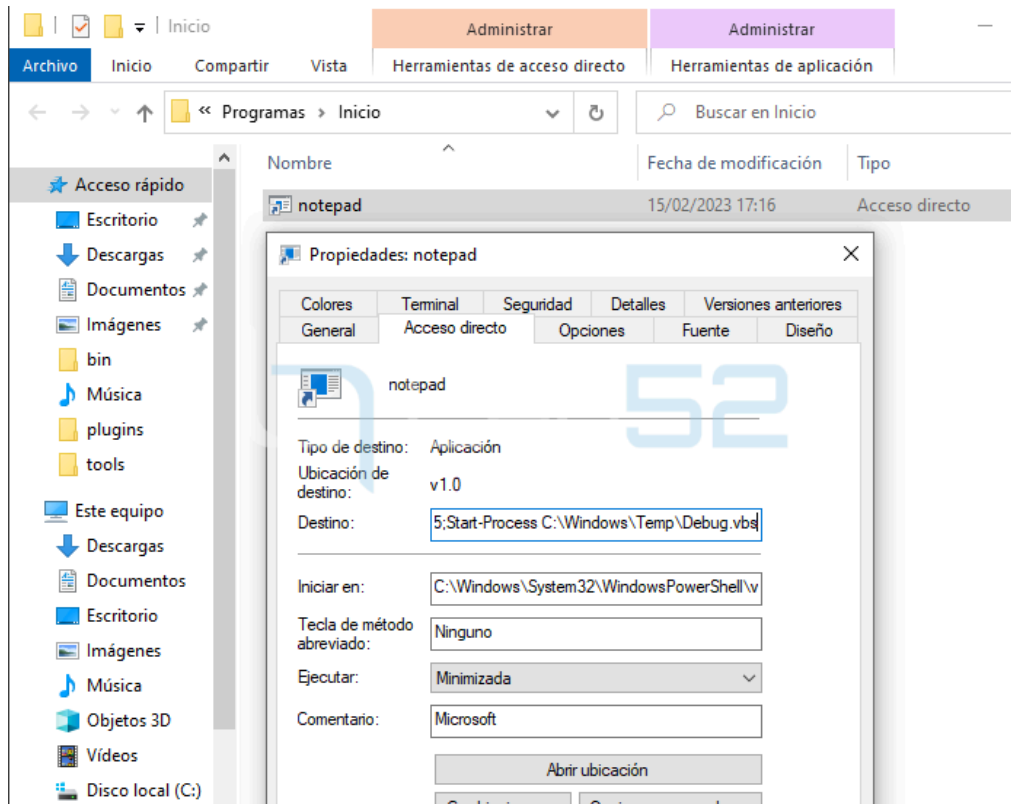 Inicio
Administrar Administrar
Archivo Inicio Compartir Vista Herramientas de acceso directo Herramientas de aplicación
« Programas › Inicio Buscar en Inicio
Nombre Fecha de modificación Tipo
Acceso rápido
Escritorio
Descargas
Documentos
Imágenes
bin
Música
plugins
tools
Este equipo
Descargas
Documentos
Escritorio
Imágenes
Música
Objetos 3D
Vídeos
Disco local (C:)
notepad 15/02/2023 17:16 Acceso directo
Propiedades: notepad
Colores Terminal Seguridad Detalles Versiones anteriores
General Acceso directo Opciones Fuente Diseño
notepad
52
Tipo de destino: Aplicación
Ubicación de
destino: v1.0
Destino: 5;Start-Process C:\Windows\Temp\Debug.vbs
Iniciar en: C:\Windows\System32\WindowsPowerShell\v
Tecla de método
abreviado: Ninguno
Ejecutar: Minimizada
Comentario: Microsoft
Abrir ubicación